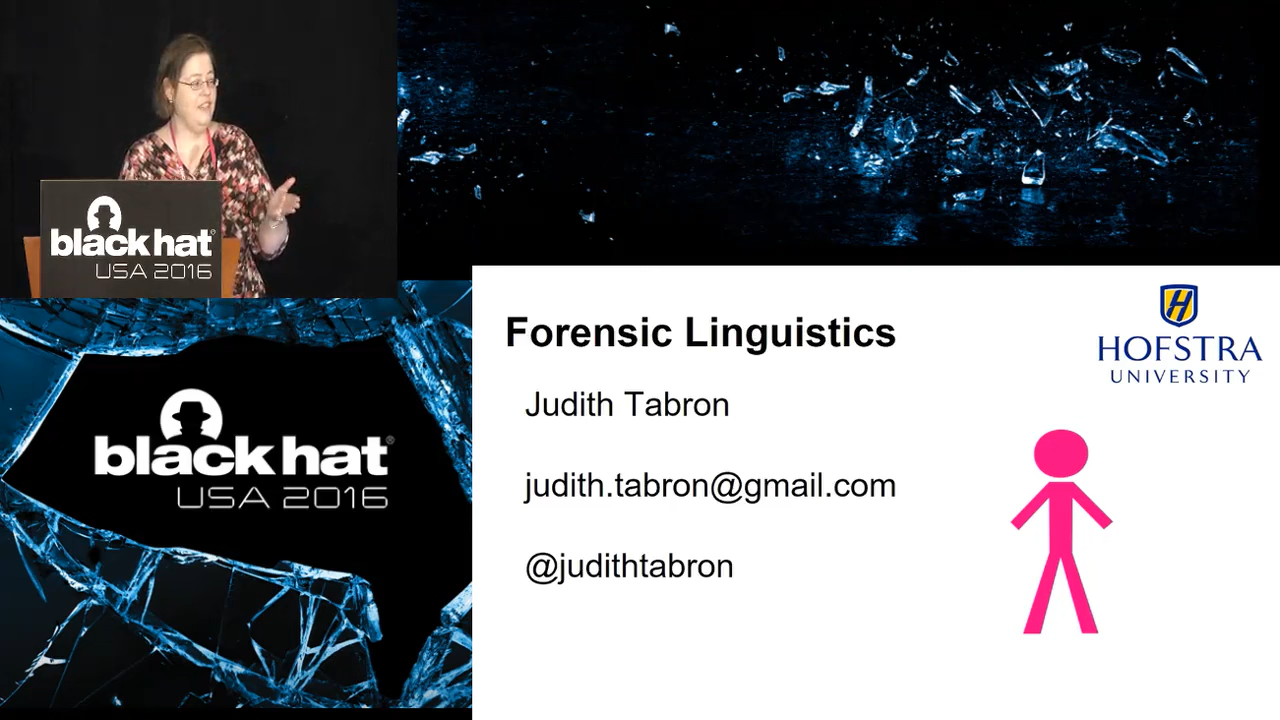 black hat®
USA 2016
black hat®
USA 2016
Forensic Linguistics
H
HOFSTRA
UNIVERSITY
Judith Tabron
judith.tabron@gmail.com
@judithtabron